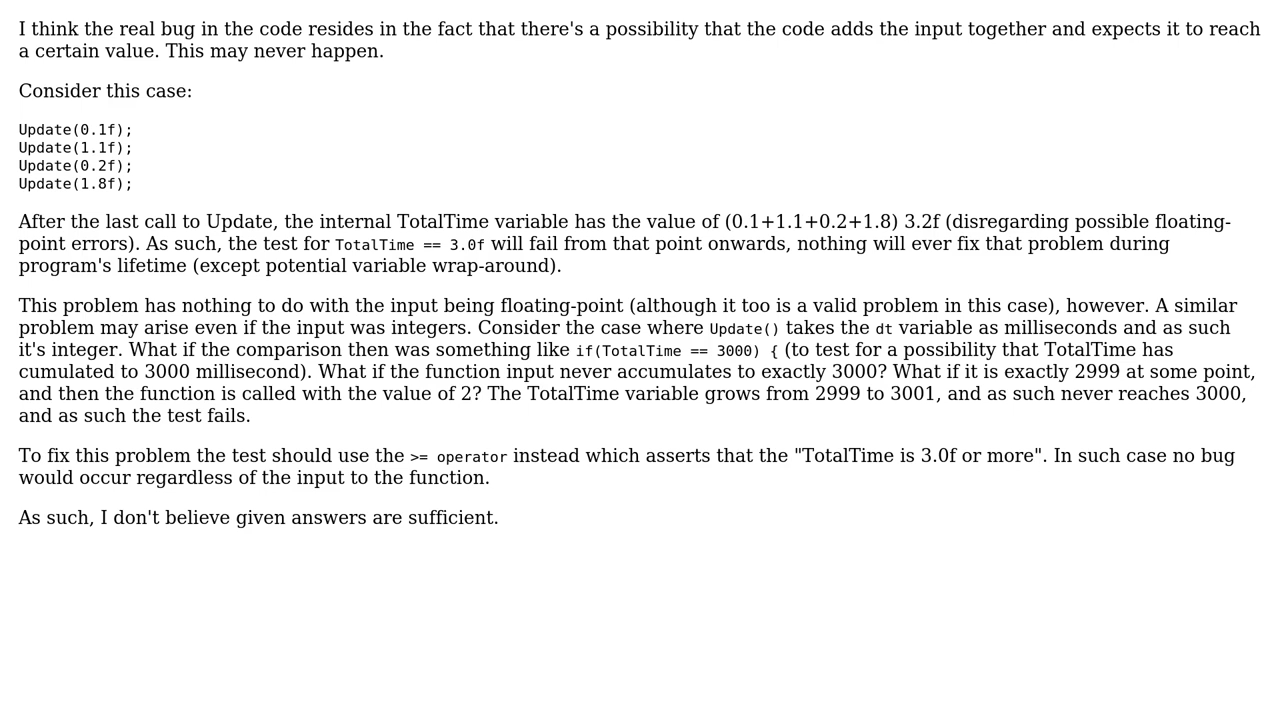 I think the real bug in the code resides in the fact that there's a possibility that the code adds the input together and expects it to reach
a certain value. This may never happen.
Consider this case:
Update(0.1f);
Update(1.1f);
Update(0.2f);
Update(1.8f);
After the last call to Update, the internal TotalTime variable has the value of (0.1+1.1+0.2+1.8) 3.2f (disregarding possible floating-
point errors). As such, the test for TotalTime == 3.0f will fail from that point onwards, nothing will ever fix that problem during
program's lifetime (except potential variable wrap-around).
This problem has nothing to do with the input being floating-point (although it too is a valid problem in this case), however. A similar
problem may arise even if the input was integers. Consider the case where Update() takes the dt variable as milliseconds and as such
it's integer. What if the comparison then was something like if(TotalTime == 3000) { (to test for a possibility that TotalTime has
cumulated to 3000 millisecond). What if the function input never accumulates to exactly 3000? What if it is exactly 2999 at some point,
and then the function is called with the value of 2? The TotalTime variable grows from 2999 to 3001, and as such never reaches 3000,
and as such the test fails.
To fix this problem the test should use the >= operator instead which asserts that the "TotalTime is 3.0f or more". In such case no bug
would occur regardless of the input to the function.
As such, I don't believe given answers are sufficient.